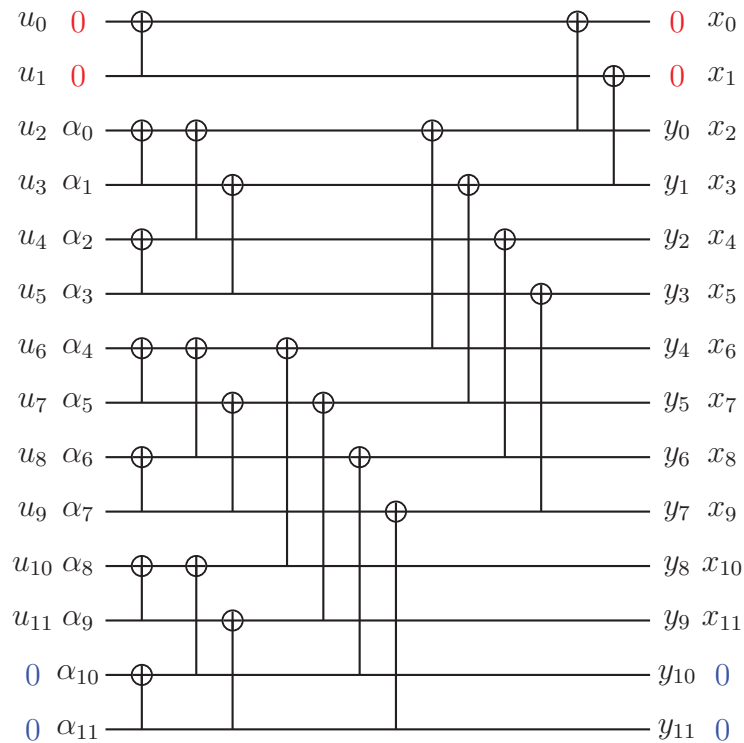 u₀ 0 0 x₀
u₁ 0 0 x₁
u₂ α₀ y₀ x₂
u₃ α₁ y₁ x₃
u₄ α₂ y₂ x₄
u₅ α₃ y₃ x₅
u₆ α₄ y₄ x₆
u₇ α₅ y₅ x₇
u₈ α₆ y₆ x₈
u₉ α₇ y₇ x₉
u₁₀ α₈ y₈ x₁₀
u₁₁ α₉ y₉ x₁₁
0 α₁₀ y₁₀ 0
0 α₁₁ y₁₁ 0